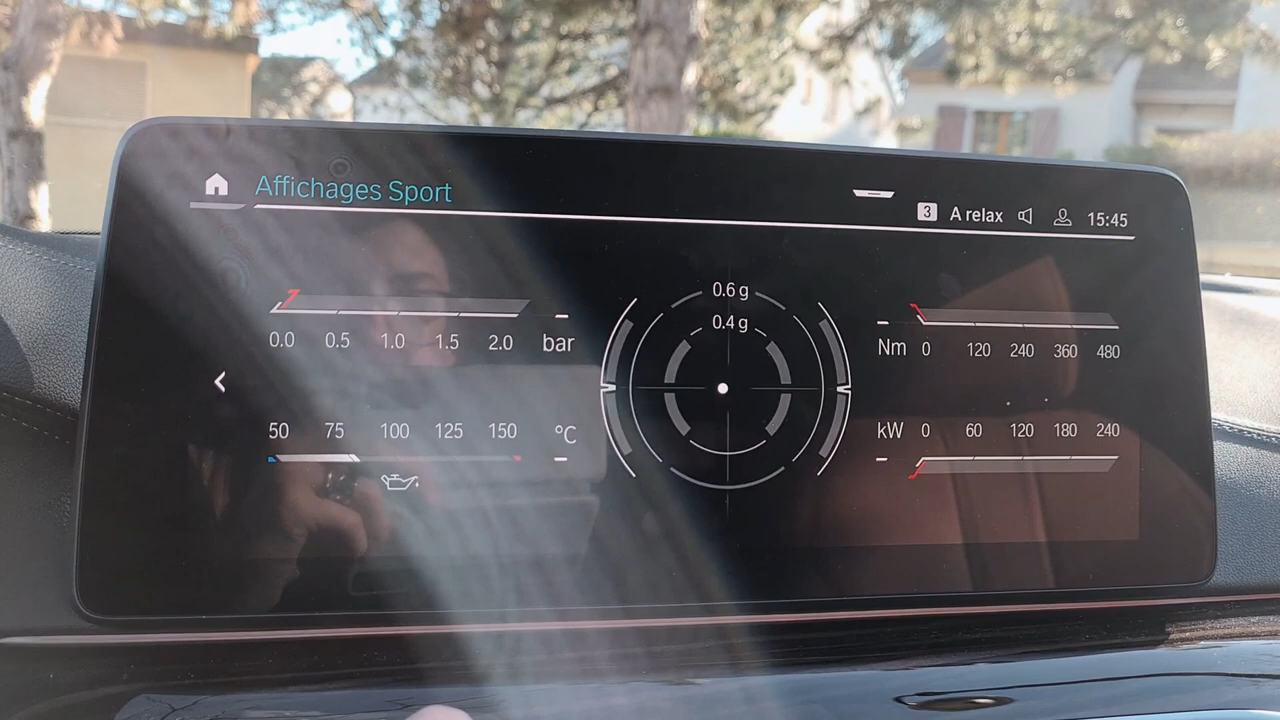 Affichages Sport
3 A relax 15:45
0.0 0.5 1.0 1.5 2.0 bar
50 75 100 125 150 °C
0.6 g
0.4 g
Nm 0 120 240 360 480
kW 0 60 120 180 240